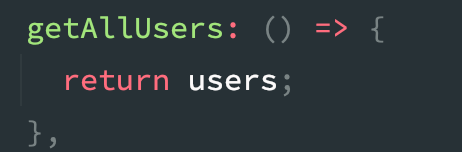 getAllUsers: () => {
return users;
},